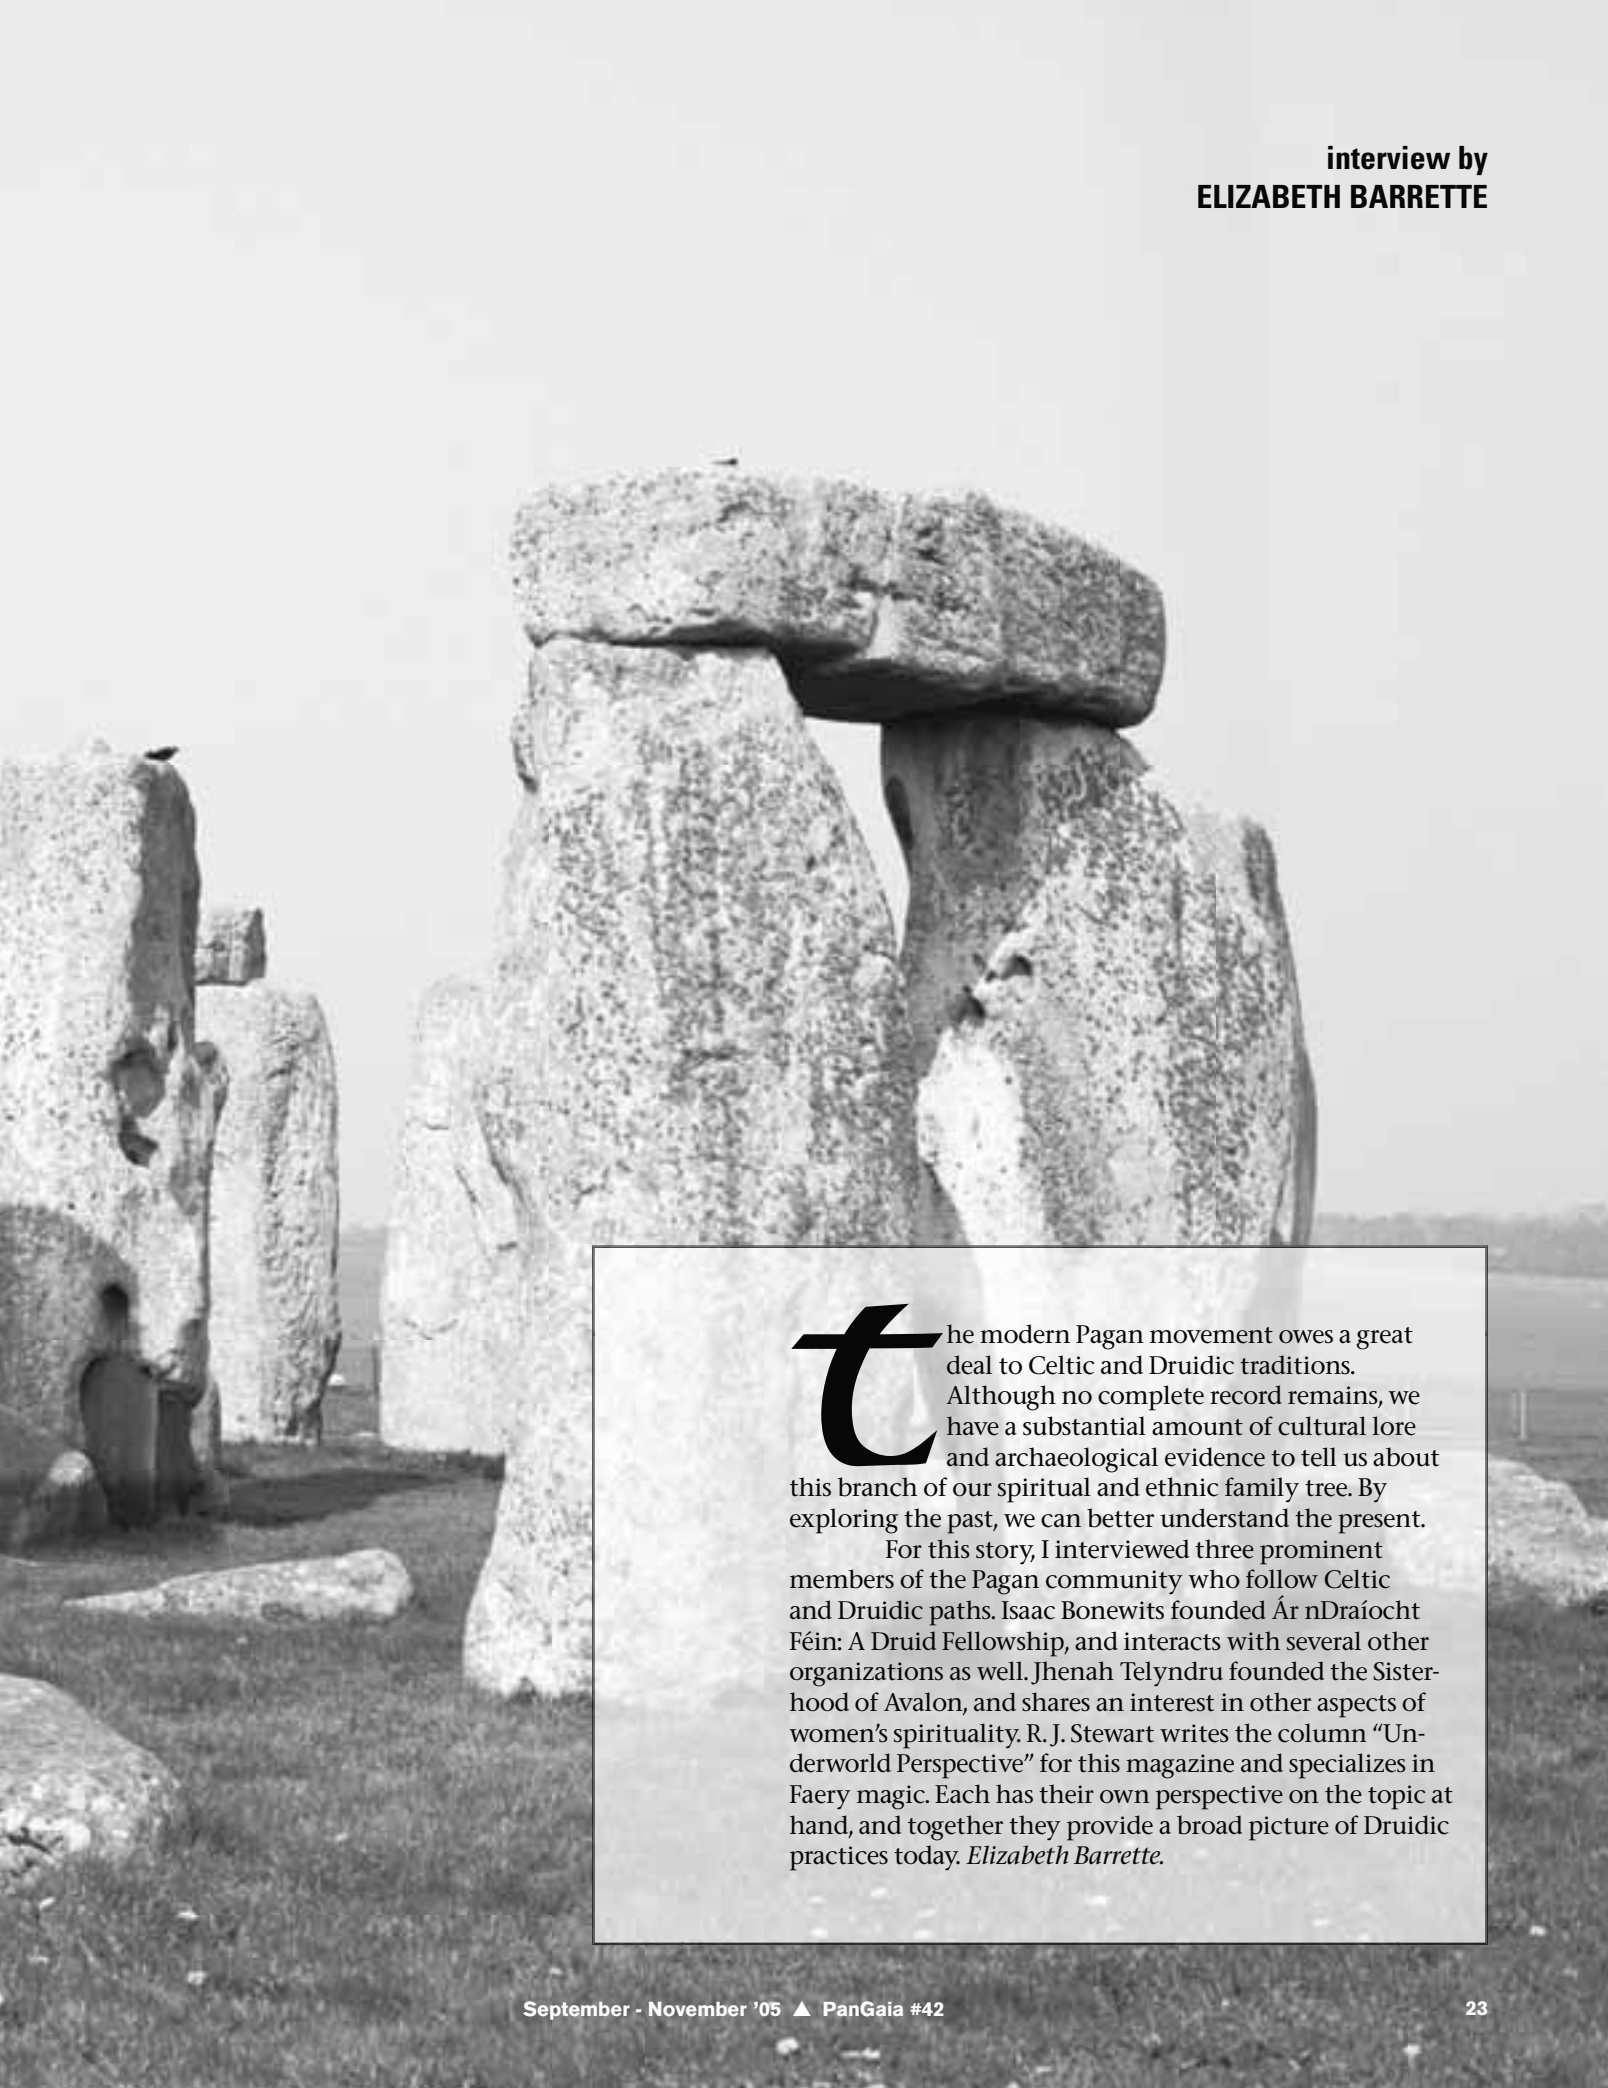 interview by
ELIZABETH BARRETTE
the modern Pagan movement owes a great
deal to Celtic and Druidic traditions.
Although no complete record remains, we
have a substantial amount of cultural lore
and archaeological evidence to tell us about
this branch of our spiritual and ethnic family tree. By
exploring the past, we can better understand the present.
For this story, I interviewed three prominent
members of the Pagan community who follow Celtic
and Druidic paths. Isaac Bonewits founded Ár nDraíocht
Féin: A Druid Fellowship, and interacts with several other
organizations as well. Jhenah Telyndru founded the Sister-
hood of Avalon, and shares an interest in other aspects of
women’s spirituality. R. J. Stewart writes the column “Un-
derworld Perspective” for this magazine and specializes in
Faery magic. Each has their own perspective on the topic at
hand, and together they provide a broad picture of Druidic
practices today. Elizabeth Barrette.
September - November ’05 ▲ PanGaia #42
23